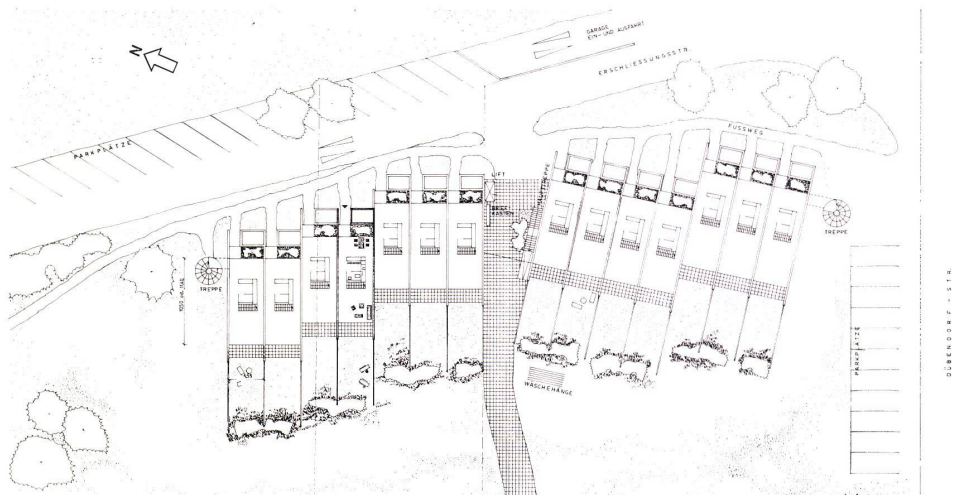 N
GARAGE
EIN- UND AUSFAHRT
ERSCHLIESSUNGSSTR.
PARKPLÄTZE
FUSSWEG
LIFT
TREPPE
TREPPE
PARKPLÄTZE
DÜBENDORF - STR.
WÄSCHEHÄNGE